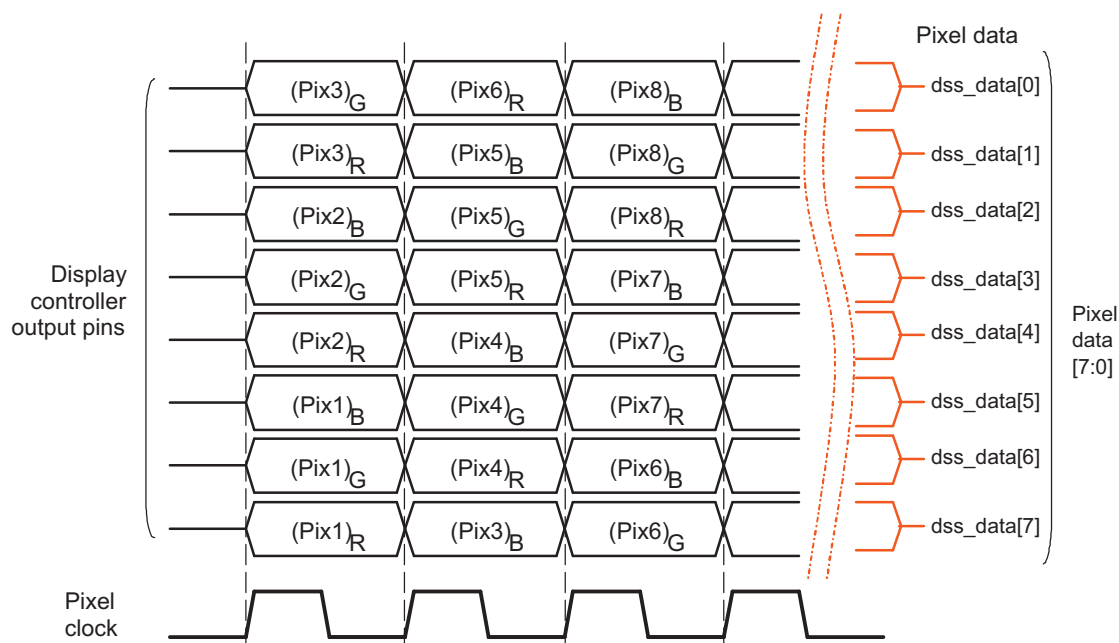 Pixel data
(Pix3)G (Pix6)R (Pix8)B dss_data[0]
(Pix3)R (Pix5)B (Pix8)G dss_data[1]
(Pix2)B (Pix5)G (Pix8)R dss_data[2]
Display
controller
output pins
(Pix2)G (Pix5)R (Pix7)B dss_data[3]
(Pix2)R (Pix4)B (Pix7)G dss_data[4]
Pixel
data
[7:0]
(Pix1)B (Pix4)G (Pix7)R dss_data[5]
(Pix1)G (Pix4)R (Pix6)B dss_data[6]
(Pix1)R (Pix3)B (Pix6)G dss_data[7]
Pixel
clock